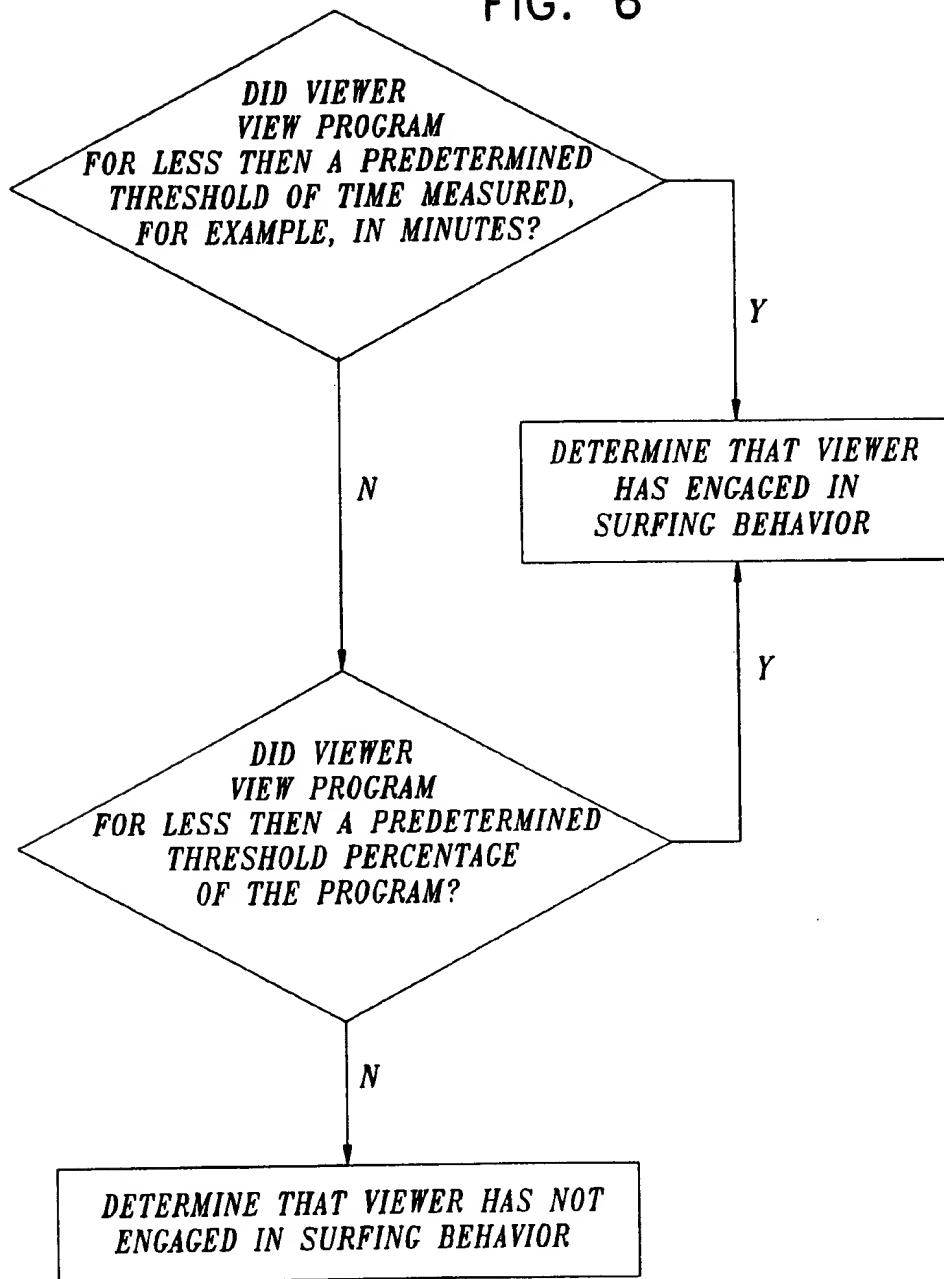 FIG. 6
DID VIEWER
VIEW PROGRAM
FOR LESS THEN A PREDETERMINED
THRESHOLD OF TIME MEASURED,
FOR EXAMPLE, IN MINUTES?
Y
DETERMINE THAT VIEWER
HAS ENGAGED IN
SURFING BEHAVIOR
N
Y
DID VIEWER
VIEW PROGRAM
FOR LESS THEN A PREDETERMINED
THRESHOLD PERCENTAGE
OF THE PROGRAM?
N
DETERMINE THAT VIEWER HAS NOT
ENGAGED IN SURFING BEHAVIOR